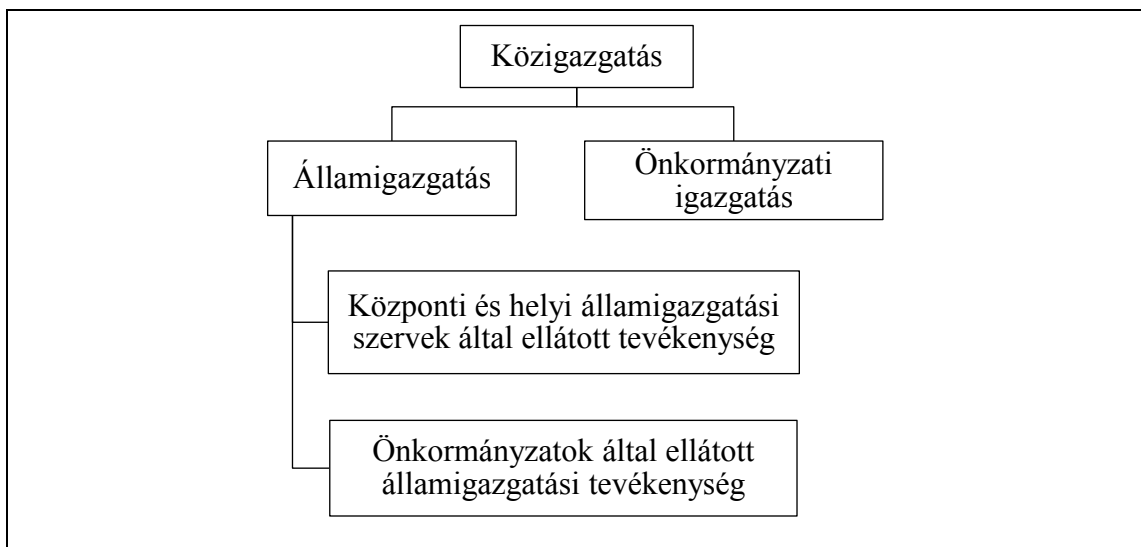 Közigazgatás
Államigazgatás
Önkormányzati
igazgatás
Központi és helyi államigazgatási
szervek által ellátott tevékenység
Önkormányzatok által ellátott
államigazgatási tevékenység